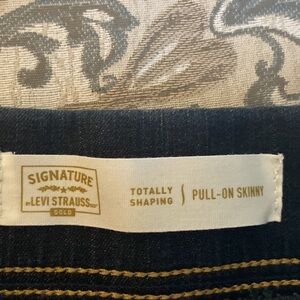 SIGNATURE
BY LEVI STRAUSS & CO.
GOLD
TOTALLY
SHAPING
PULL-ON SKINNY